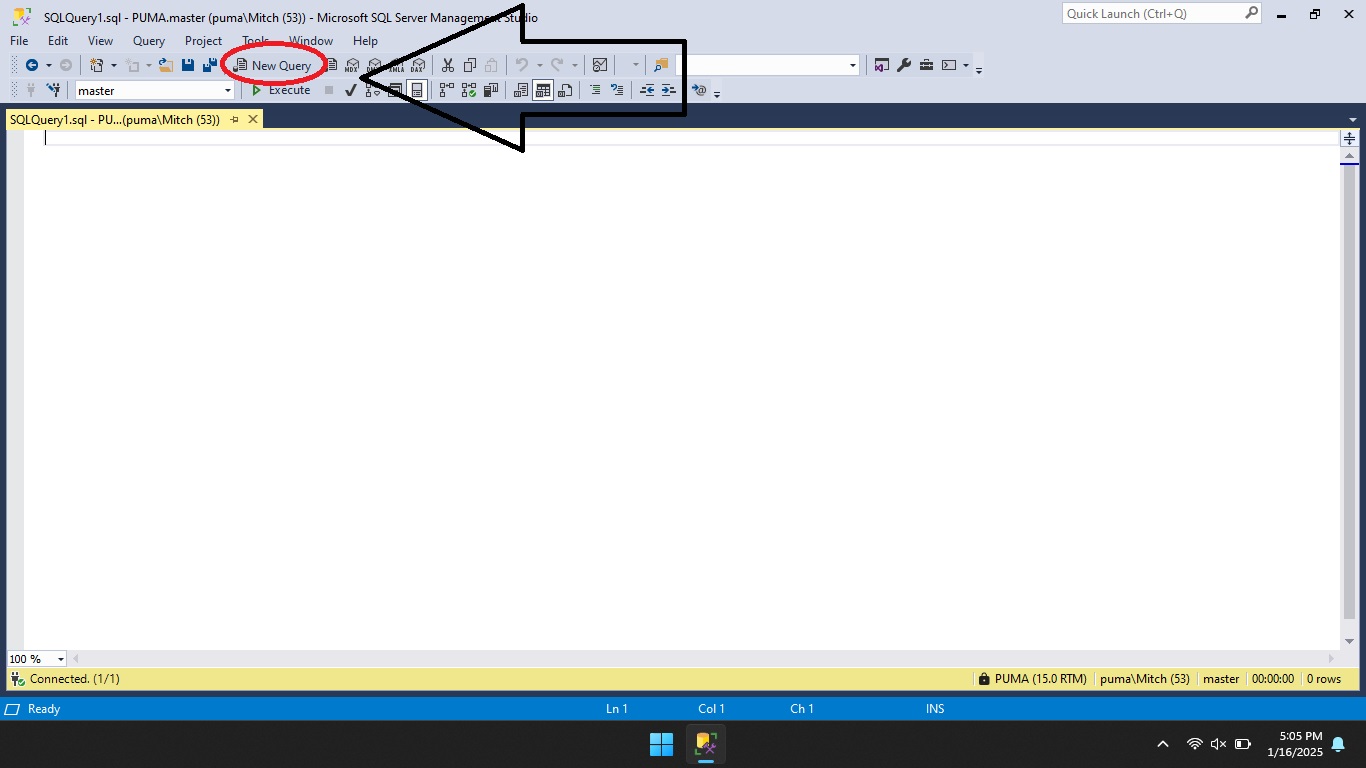 SQLQuery1.sql - PUMA.master (puma\Mitch (53)) - Microsoft SQL Server Management Studio
Quick Launch (Ctrl+Q)
File Edit View Query Project Tools Window Help
New Query MDX XMLA DAX
master Execute
SQLQuery1.sql - PU...(puma\Mitch (53))
100 %
Connected. (1/1) PUMA (15.0 RTM) puma\Mitch (53) master 00:00:00 0 rows
Ready Ln 1 Col 1 Ch 1 INS
5:05 PM
1/16/2025